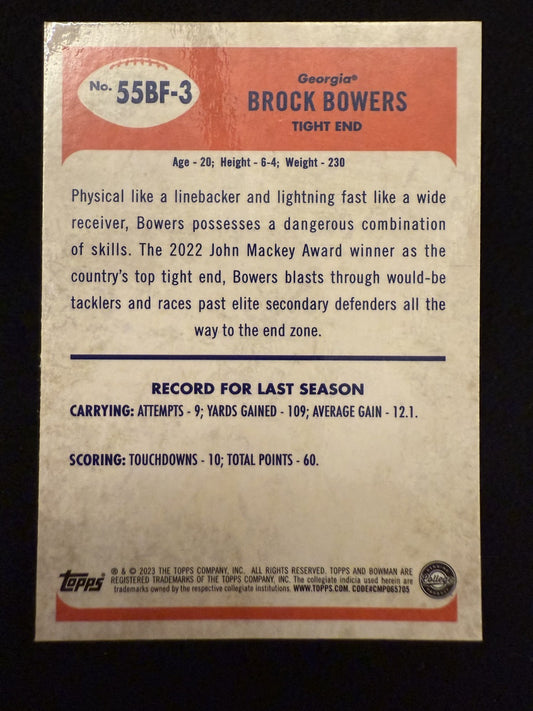 No. 55BF-3
Georgia®
BROCK BOWERS
TIGHT END
Age - 20; Height - 6-4; Weight - 230
Physical like a linebacker and lightning fast like a wide
receiver, Bowers possesses a dangerous combination
of skills. The 2022 John Mackey Award winner as the
country's top tight end, Bowers blasts through would-be
tacklers and races past elite secondary defenders all the
way to the end zone.
RECORD FOR LAST SEASON
CARRYING: ATTEMPTS - 9; YARDS GAINED - 109; AVERAGE GAIN - 12.1.
SCORING: TOUCHDOWNS - 10; TOTAL POINTS - 60.
topps
® & © 2023 THE TOPPS COMPANY, INC. ALL RIGHTS RESERVED. TOPPS AND BOWMAN ARE
REGISTERED TRADEMARKS OF THE TOPPS COMPANY, INC. The collegiate indicia used herein are
trademarks owned by the respective collegiate institutions. WWW.TOPPS.COM. CODE#CMP065705